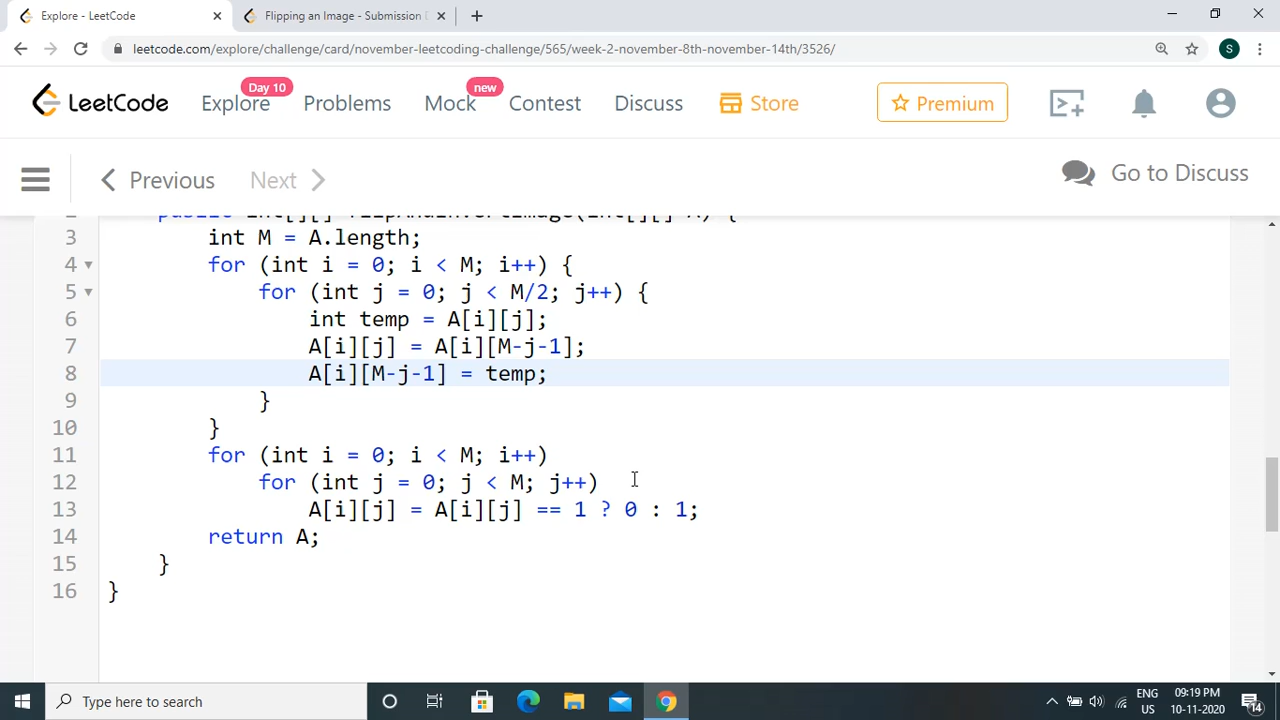 Explore - LeetCode
Flipping an Image - Submission
leetcode.com/explore/challenge/card/november-leetcoding-challenge/565/week-2-november-8th-november-14th/3526/
S
LeetCode
Explore
Day 10
Problems
Mock
new
Contest
Discuss
Store
Premium
Previous
Next
Go to Discuss
3 int M = A.length;
4 for (int i = 0; i < M; i++) {
5 for (int j = 0; j < M/2; j++) {
6 int temp = A[i][j];
7 A[i][j] = A[i][M-j-1];
8 A[i][M-j-1] = temp;
9 }
10 }
11 for (int i = 0; i < M; i++)
12 for (int j = 0; j < M; j++)
13 A[i][j] = A[i][j] == 1 ? 0 : 1;
14 return A;
15 }
16 }
Type here to search
ENG
US
09:19 PM
10-11-2020
14